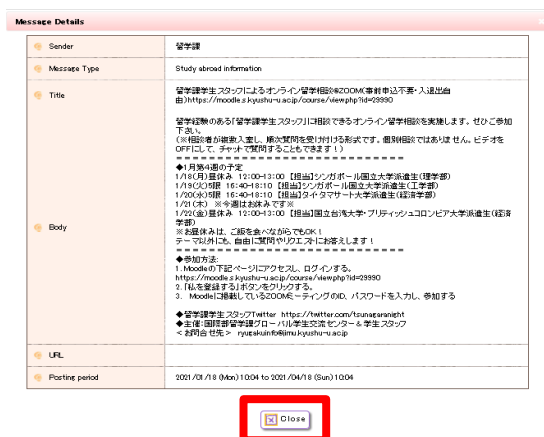 Message Details
Sender 留学課
Message Type Study abroad information
Title 留学課学生スタッフによるオンライン留学相談@ZOOM(事前申込不要・入退出自
由)https://moodle.s.kyushu-u.ac.jp/course/view.php?id=29990
Body
留学経験のある「留学課学生スタッフ」に相談できるオンライン留学相談を実施します。ぜひご参加
下さい。
(※相談者が複数入室し、順次質問を受け付ける形式です。個別相談ではありません。ビデオを
OFFにして、チャットで質問することもできます!)
================================
◆1月第4週の予定
1/18(月)昼休み 12:00-13:00 【担当】シンガポール国立大学派遣生(理学部)
1/19(火)5限 16:40-18:10 【担当】シンガポール国立大学派遣生(工学部)
1/20(水)5限 16:40-18:10 【担当】タイ・タマサート大学派遣生(経済学部)
1/21(木) ※今週はお休みです※
1/22(金)昼休み 12:00-13:00 【担当】国立台湾大学・ブリティッシュコロンビア大学派遣生(経済
学部)
※お昼休みは、ご飯を食べながらでもOK!
テーマ以外にも、自由に質問やリクエストにお答えします!
================================
◆参加方法:
1. Moodleの下記ページにアクセスし、ログインする。
https://moodle.s.kyushu-u.ac.jp/course/view.php?id=29990
2. 「私を登録する」ボタンをクリックする。
3. Moodleに掲載しているZOOMミーティングのID、パスワードを入力し、参加する
◆留学課学生スタッフTwitter https://twitter.com/tsunagaranight
◆主催:国際部留学課グローバル学生交流センター & 学生スタッフ
<お問合せ先> ryugakuinfo@jimu.kyushu-u.ac.jp
URL
Posting period 2021/01/18 (Mon) 10:04 to 2021/04/18 (Sun) 10:04
Close